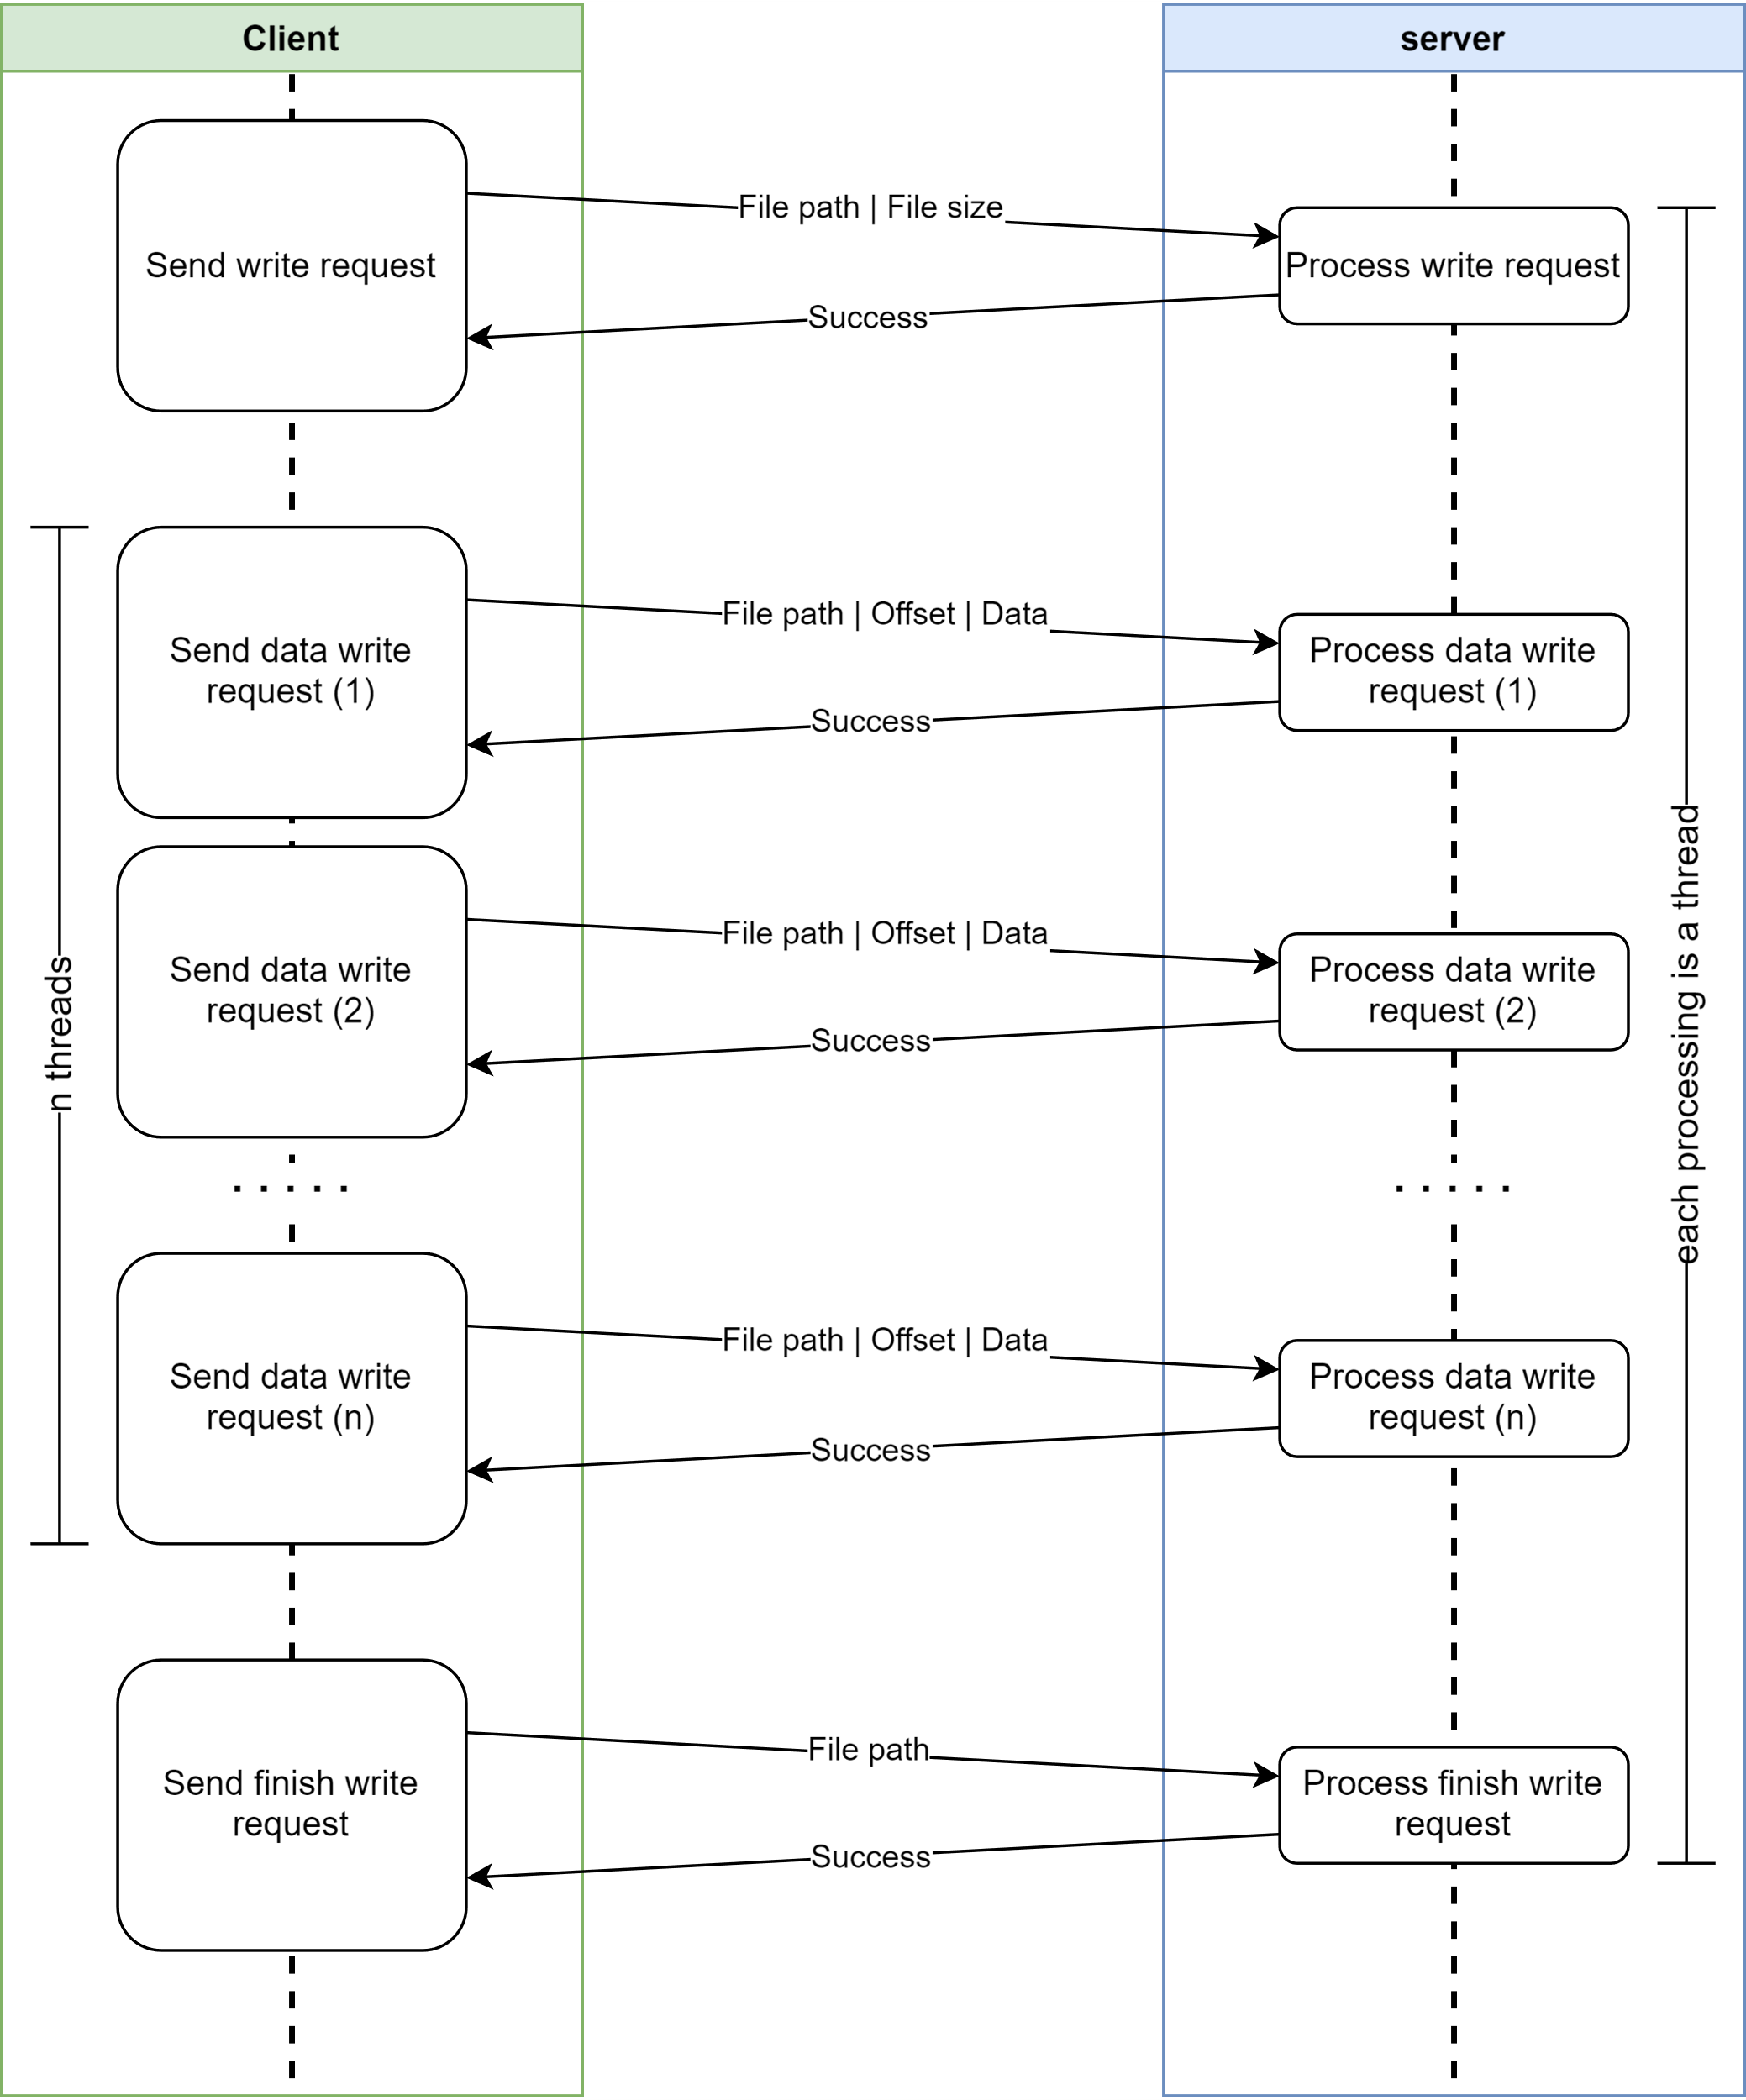 Client
server
File path | File size
Send write request
Process write request
Success
File path | Offset | Data
Send data write
request (1)
Process data write
request (1)
Success
each processing is a thread
File path | Offset | Data
Send data write
request (2)
Process data write
request (2)
n threads
Success
. . . . .
. . . . .
File path | Offset | Data
Send data write
request (n)
Process data write
request (n)
Success
File path
Send finish write
request
Process finish write
request
Success